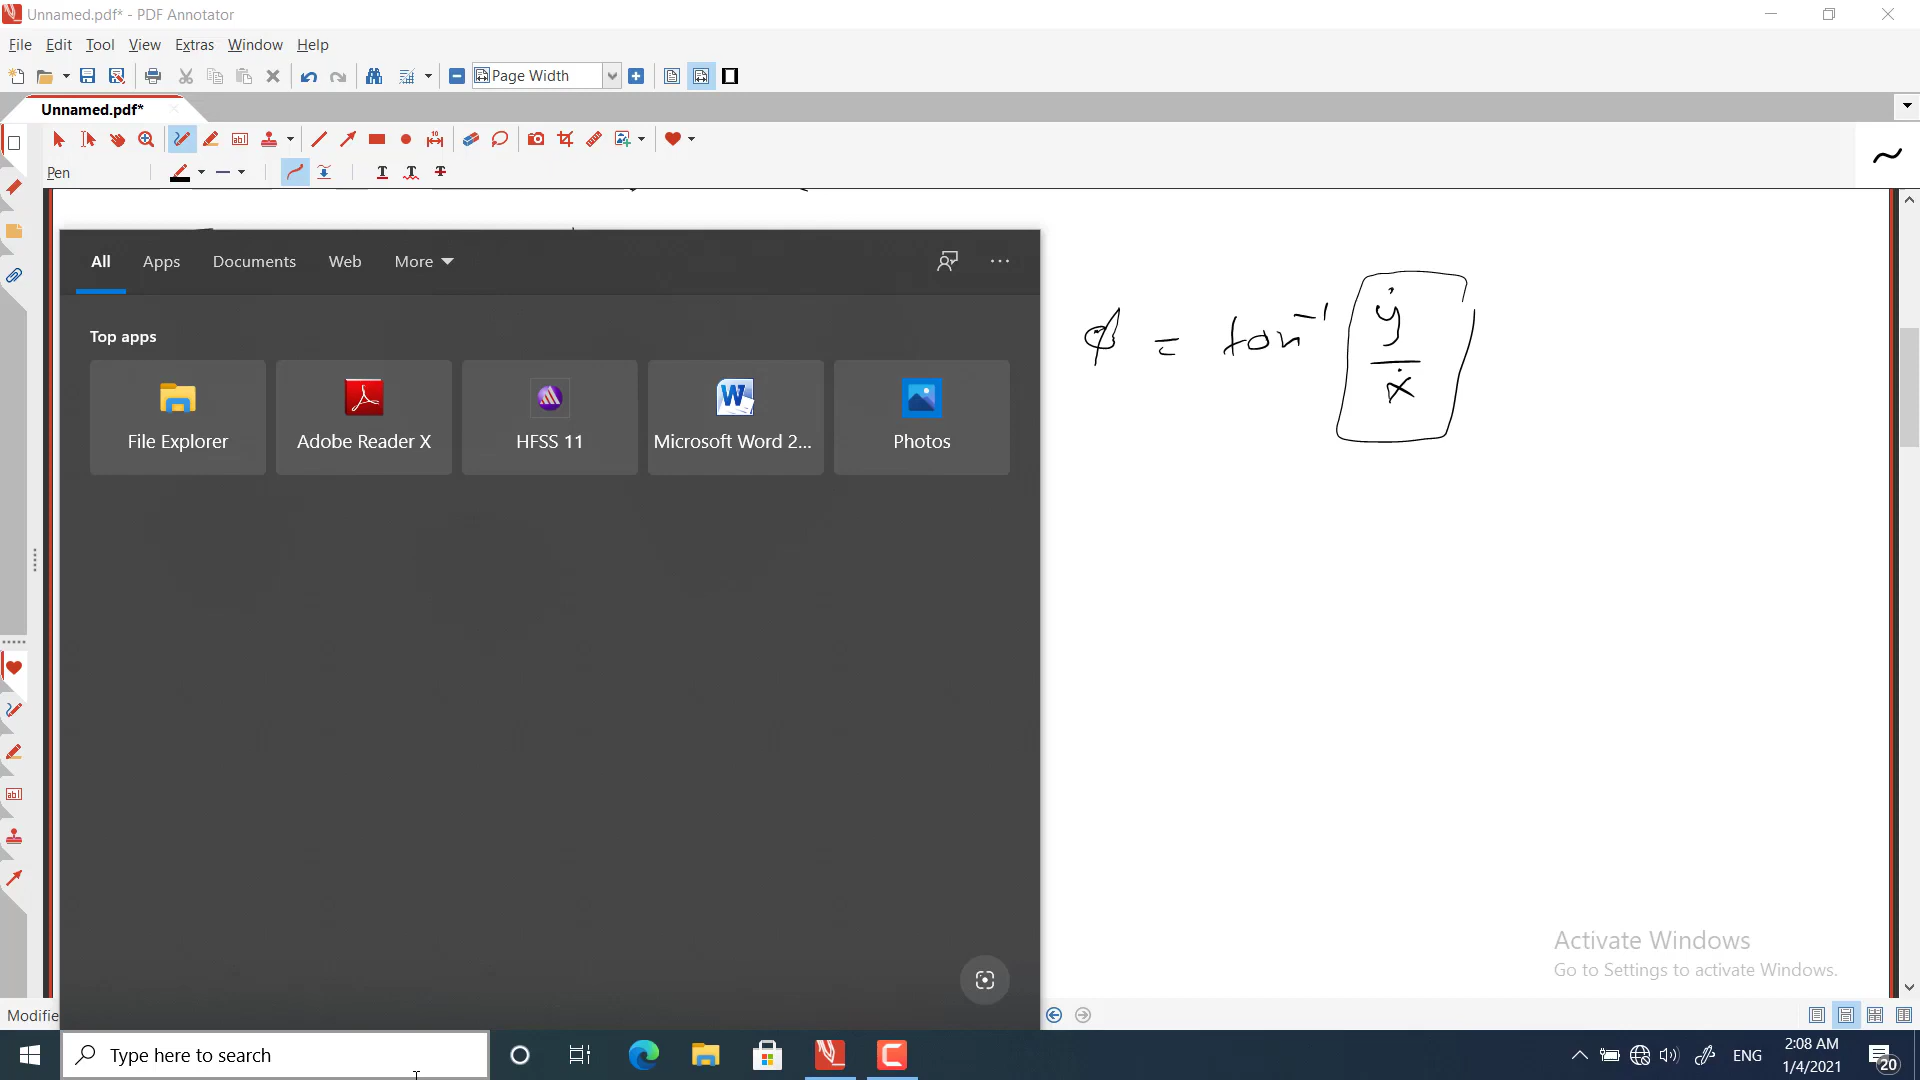 Unnamed.pdf* - PDF Annotator
File Edit Tool View Extras Window Help
Page Width
Unnamed.pdf*
Pen
All Apps Documents Web More
Top apps
File Explorer
Adobe Reader X
HFSS 11
Microsoft Word 2...
Photos
ϕ = tan⁻¹ ẏ/ẋ
Activate Windows
Go to Settings to activate Windows.
Modifie
Type here to search
ENG
2:08 AM
1/4/2021
20